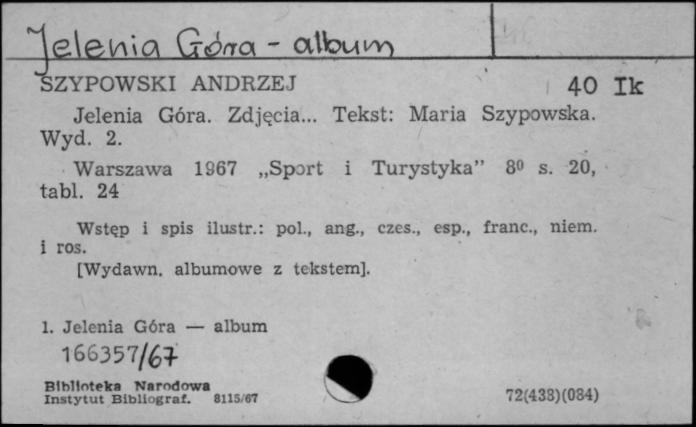 Jelenia Góra - album
SZYPOWSKI ANDRZEJ 40 Ik
Jelenia Góra. Zdjęcia... Tekst: Maria Szypowska.
Wyd. 2.
Warszawa 1967 „Sport i Turystyka” 8⁰ s. 20,
tabl. 24
Wstęp i spis ilustr.: pol., ang., czes., esp., franc., niem.
i ros.
[Wydawn. albumowe z tekstem].
1. Jelenia Góra — album
166357/67
Biblioteka Narodowa
Instytut Bibliograf. 8115/67
72(438)(084)